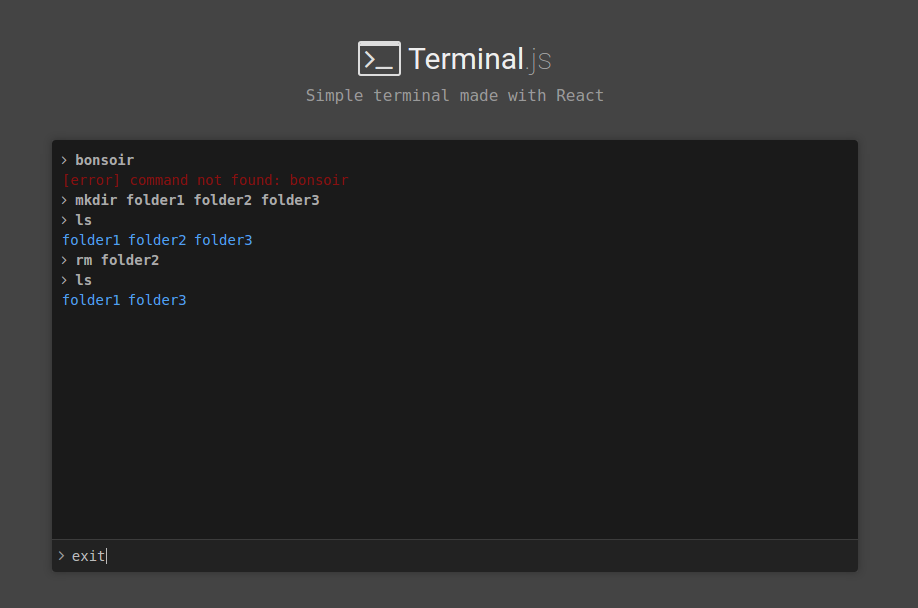 Terminal.js
Simple terminal made with React
> bonsoir
[error] command not found: bonsoir
> mkdir folder1 folder2 folder3
> ls
folder1 folder2 folder3
> rm folder2
> ls
folder1 folder3
> exit